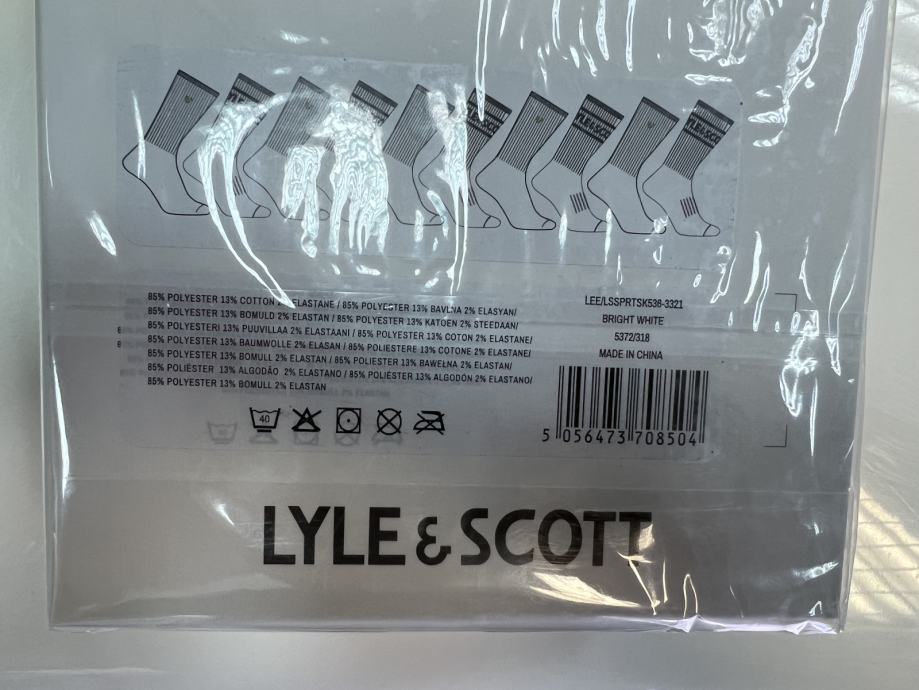 85% POLYESTER 13% COTTON 2% ELASTANE / 85% POLYESTER 13% BAVLNA 2% ELASYAN/
85% POLYESTER 13% BOMULD 2% ELASTAN / 85% POLYESTER 13% KATOEN 2% STEEDAAN/
85% POLYESTERI 13% PUUVILLAA 2% ELASTAANI / 85% POLYESTER 13% COTON 2% ELASTANE/
85% POLYESTER 13% BAUMWOLLE 2% ELASAN / 85% POLIESTERE 13% COTONE 2% ELASTANE/
85% POLYESTER 13% BOMULL 2% ELASTAN / 85% POLIESTER 13% BAWEŁNA 2% ELASTAN/
85% POLIÉSTER 13% ALGODÃO 2% ELASTANO / 85% POLIÉSTER 13% ALGODÓN 2% ELASTANO/
85% POLYESTER 13% BOMULL 2% ELASTAN
40
LEE/LSSPRTSK536-3321
BRIGHT WHITE
5372/318
MADE IN CHINA
5 056473 708504
LYLE & SCOTT